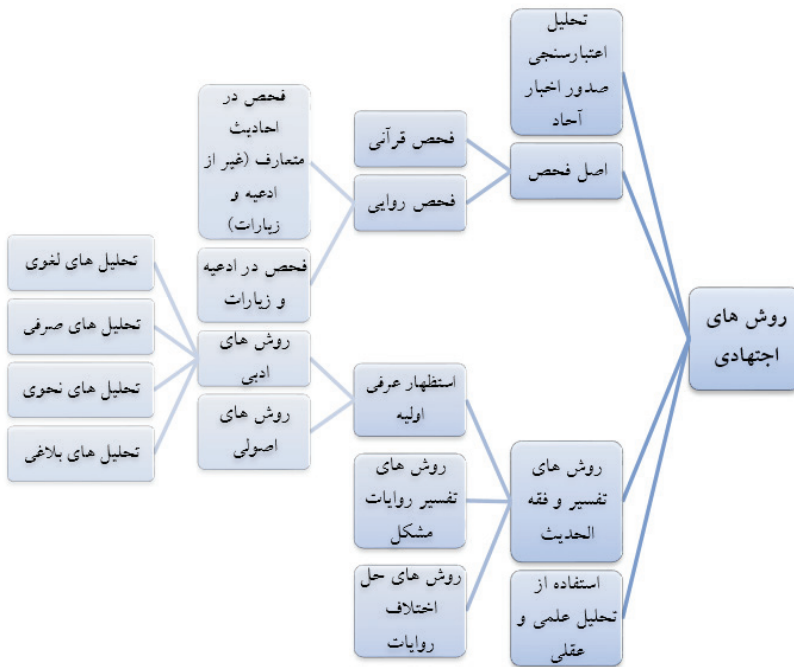 روش های
اجتهادی
تحلیل
اعتبارسنجی
صدور اخبار
آحاد
اصل فحص
روش های
تفسیر و فقه
الحدیث
استفاده از
تحلیل علمی و
عقلی
فحص قرآنی
فحص روایی
استظهار عرفی
اولیه
روش های
تفسیر روایات
مشکل
روش های حل
اختلاف
روایات
فحص در
احادیث
متعارف (غیر از
ادعیه و
زیارات)
فحص در ادعیه
و زیارات
روش های
ادبی
روش های
اصولی
تحلیل های لغوی
تحلیل های صرفی
تحلیل های نحوی
تحلیل های بلاغی